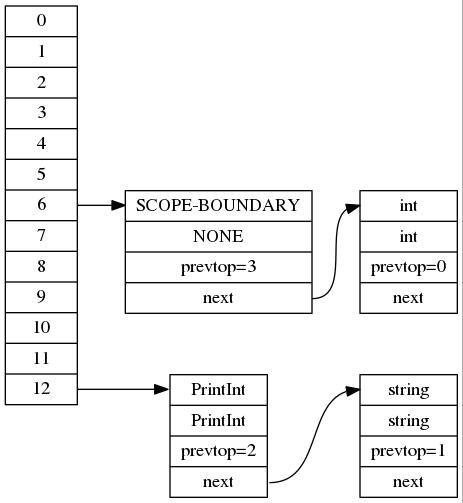 0
1
2
3
4
5
6
7
8
9
10
11
12
SCOPE-BOUNDARY
NONE
prevtop=3
next
int
int
prevtop=0
next
PrintInt
PrintInt
prevtop=2
next
string
string
prevtop=1
next